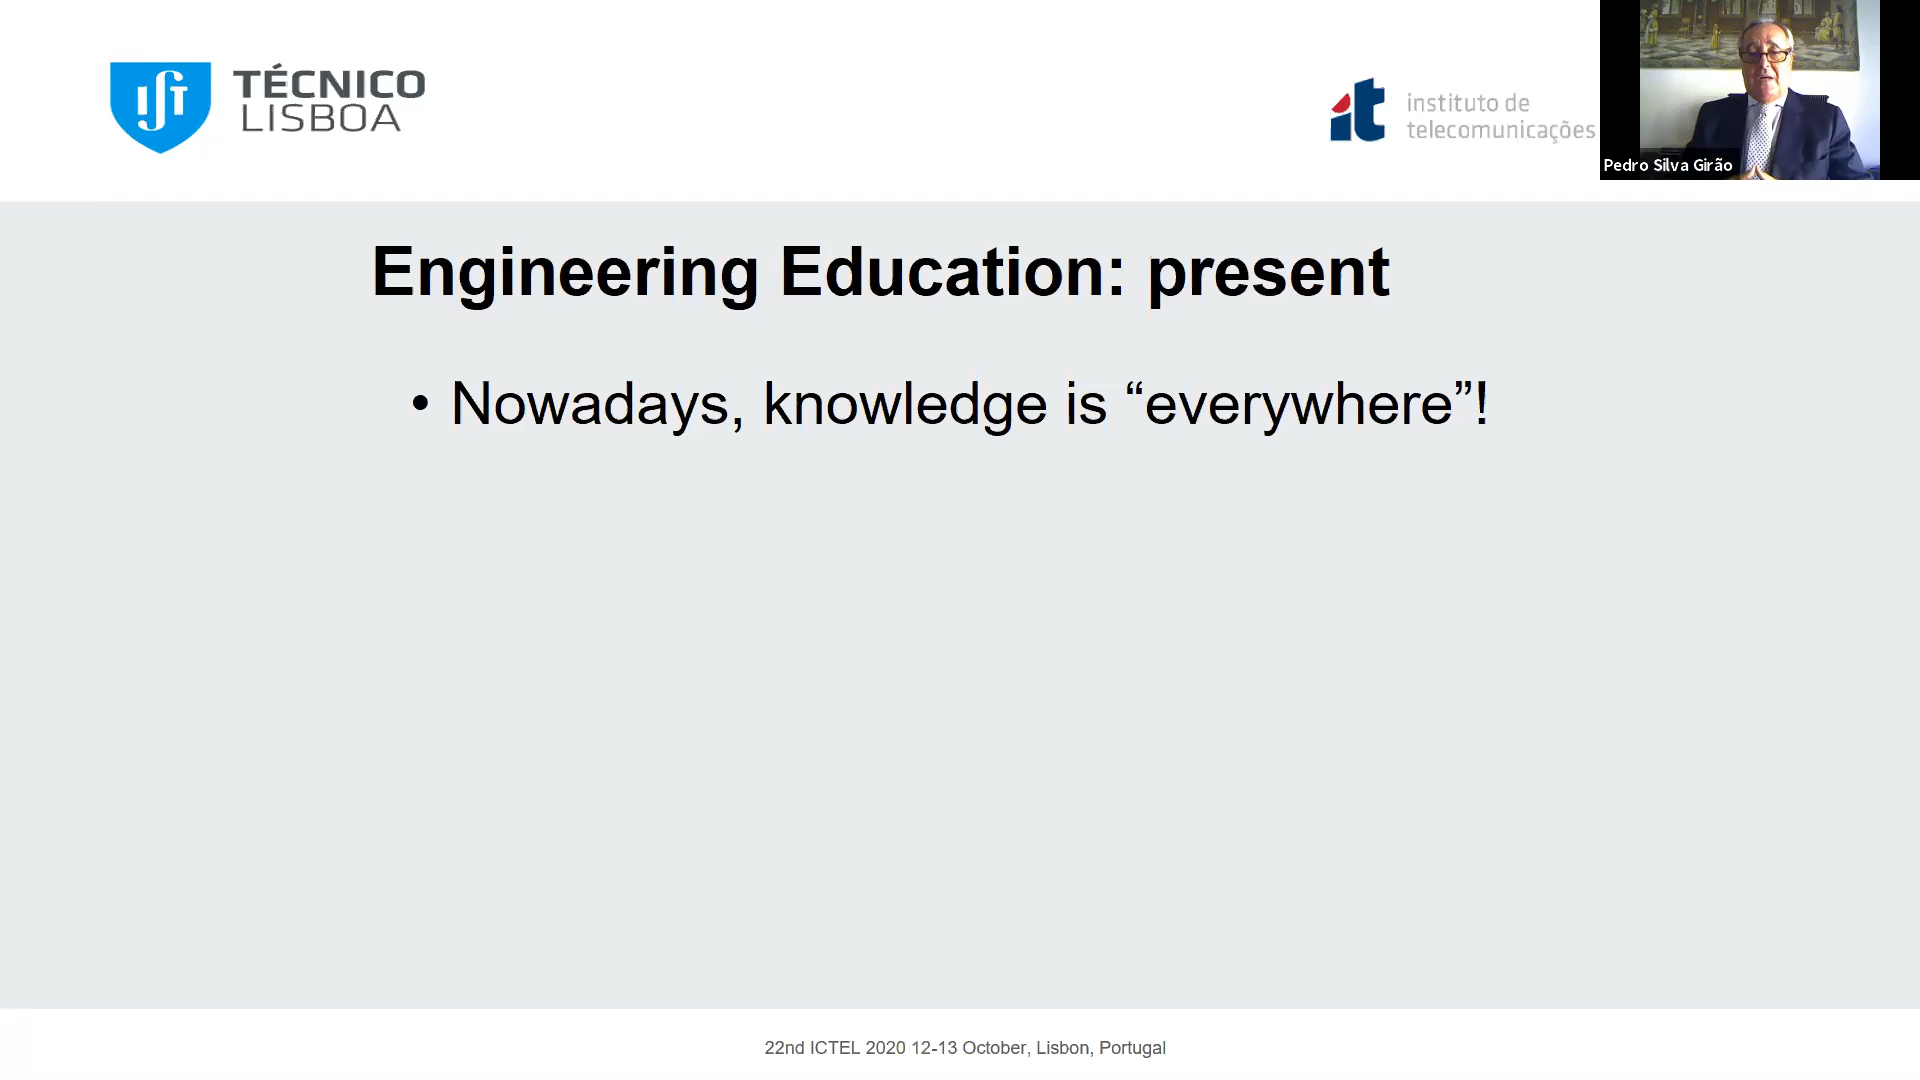 TÉCNICO
LISBOA
instituto de
telecomunicações
Pedro Silva Girão
Engineering Education: present
• Nowadays, knowledge is “everywhere”!
22nd ICTEL 2020 12-13 October, Lisbon, Portugal